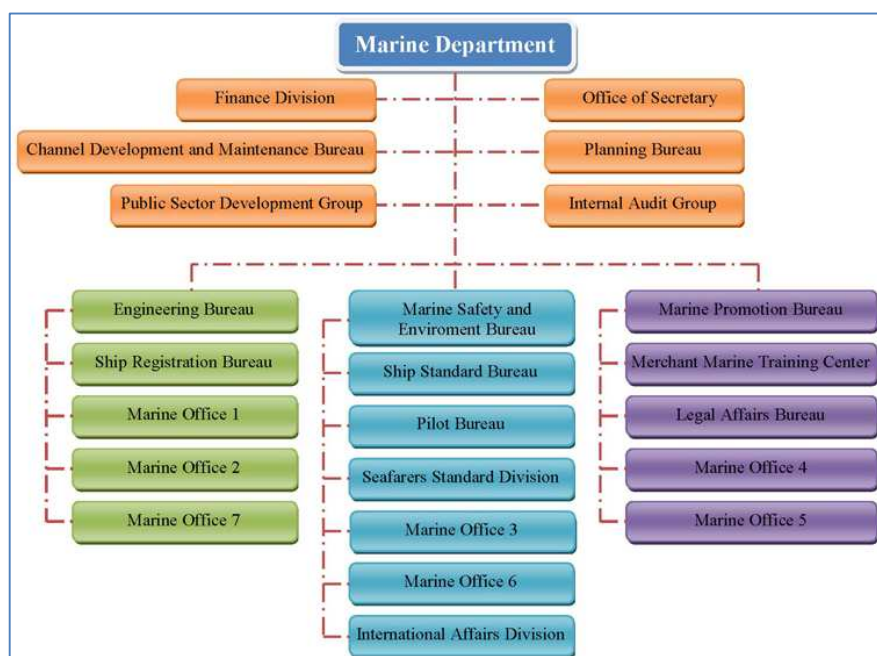 Marine Department
Finance Division
Office of Secretary
Channel Development and Maintenance Bureau
Planning Bureau
Public Sector Development Group
Internal Audit Group
Engineering Bureau
Ship Registration Bureau
Marine Office 1
Marine Office 2
Marine Office 7
Marine Safety and
Enviroment Bureau
Ship Standard Bureau
Pilot Bureau
Seafarers Standard Division
Marine Office 3
Marine Office 6
International Affairs Division
Marine Promotion Bureau
Merchant Marine Training Center
Legal Affairs Bureau
Marine Office 4
Marine Office 5